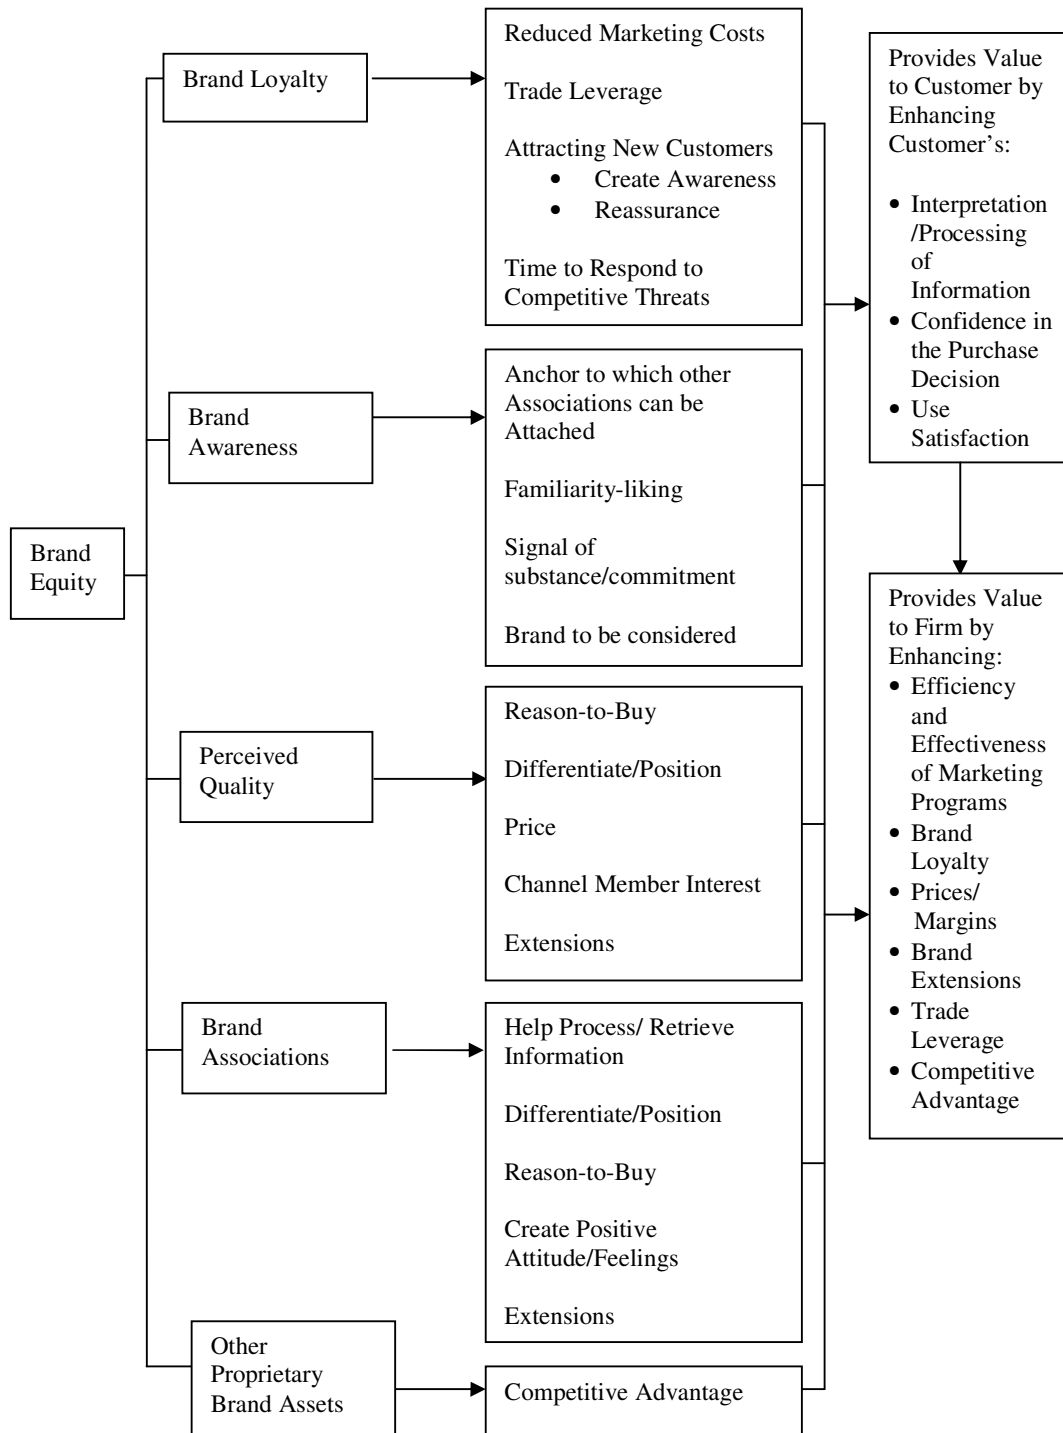 Brand
Equity
Brand Loyalty
Brand
Awareness
Perceived
Quality
Brand
Associations
Other
Proprietary
Brand Assets
Reduced Marketing Costs
Trade Leverage
Attracting New Customers
• Create Awareness
• Reassurance
Time to Respond to
Competitive Threats
Anchor to which other
Associations can be
Attached
Familiarity-liking
Signal of
substance/commitment
Brand to be considered
Reason-to-Buy
Differentiate/Position
Price
Channel Member Interest
Extensions
Help Process/ Retrieve
Information
Differentiate/Position
Reason-to-Buy
Create Positive
Attitude/Feelings
Extensions
Competitive Advantage
Provides Value
to Customer by
Enhancing
Customer’s:
• Interpretation
/Processing
of
Information
• Confidence in
the Purchase
Decision
• Use
Satisfaction
Provides Value
to Firm by
Enhancing:
• Efficiency
and
Effectiveness
of Marketing
Programs
• Brand
Loyalty
• Prices/
Margins
• Brand
Extensions
• Trade
Leverage
• Competitive
Advantage